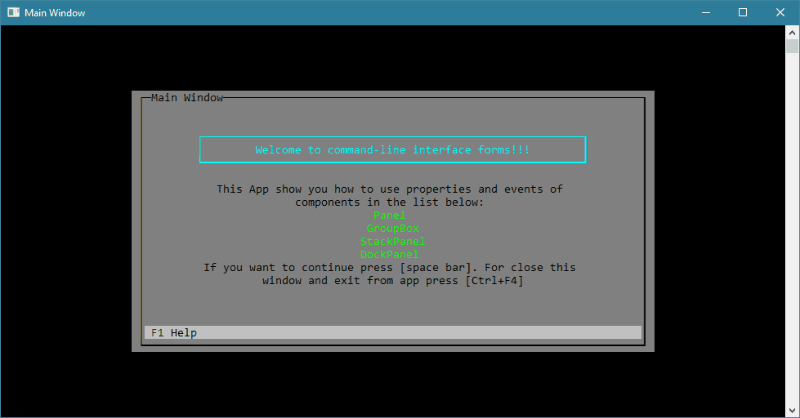 Main Window
Main Window
Welcome to command-line interface forms!!!
This App show you how to use properties and events of
components in the list below:
Panel
GroupBox
StackPanel
DockPanel
If you want to continue press [space bar]. For close this
window and exit from app press [Ctrl+F4]
F1 Help